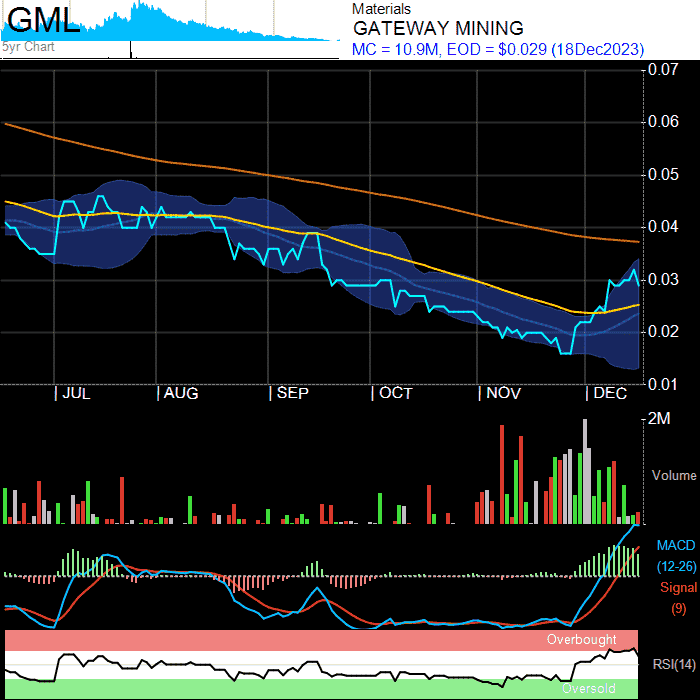 GML
5yr Chart
Materials
GATEWAY MINING
MC = 10.9M, EOD = $0.029 (18Dec2023)
0.07
0.06
0.05
0.04
0.03
0.02
0.01
JUL AUG SEP OCT NOV DEC
2M
Volume
MACD
(12-26)
Signal
(9)
Overbought
RSI(14)
Oversold